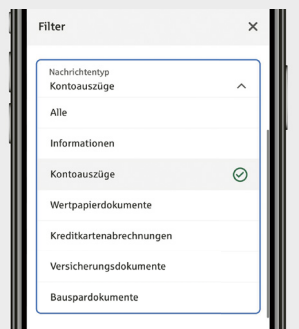 Filter
Nachrichtentyp
Kontoauszüge
Alle
Informationen
Kontoauszüge
Wertpapierdokumente
Kreditkartenabrechnungen
Versicherungsdokumente
Bauspardokumente